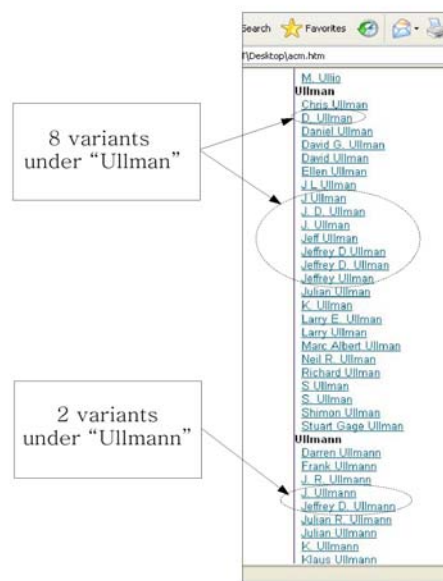 Search Favorites
f\Desktop\acm.htm
8 variants
under “Ullman”
2 variants
under “Ullmann”
M. Ullio
Ullman
Chris Ullman
D. Ullman
Daniel Ullman
David G. Ullman
David Ullman
Ellen Ullman
J L Ullman
J Ullman
J. D. Ullman
J. Ullman
Jeff Ullman
Jeffrey D Ullman
Jeffrey D. Ullman
Jeffrey Ullman
Julian Ullman
K. Ullman
Larry E. Ullman
Larry Ullman
Marc Albert Ullman
Neil R. Ullman
Richard Ullman
S Ullman
S. Ullman
Shimon Ullman
Stuart Gage Ullman
Ullmann
Darren Ullmann
Frank Ullmann
J. R. Ullmann
J. Ullmann
Jeffrey D. Ullmann
Julian R. Ullmann
Julian Ullmann
K. Ullmann
Klaus Ullmann